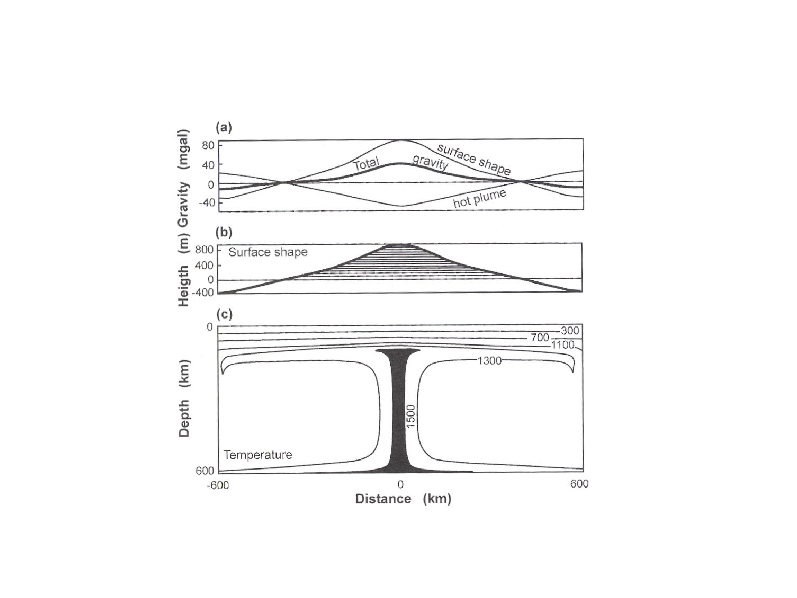 (a)
80
40
0
-40
Gravity (mgal)
Total gravity
surface shape
hot plume
(b)
800
400
0
-400
Heigth (m)
Surface shape
(c)
0
600
Depth (km)
300
700
1100
1300
1500
Temperature
-600 0 600
Distance (km)